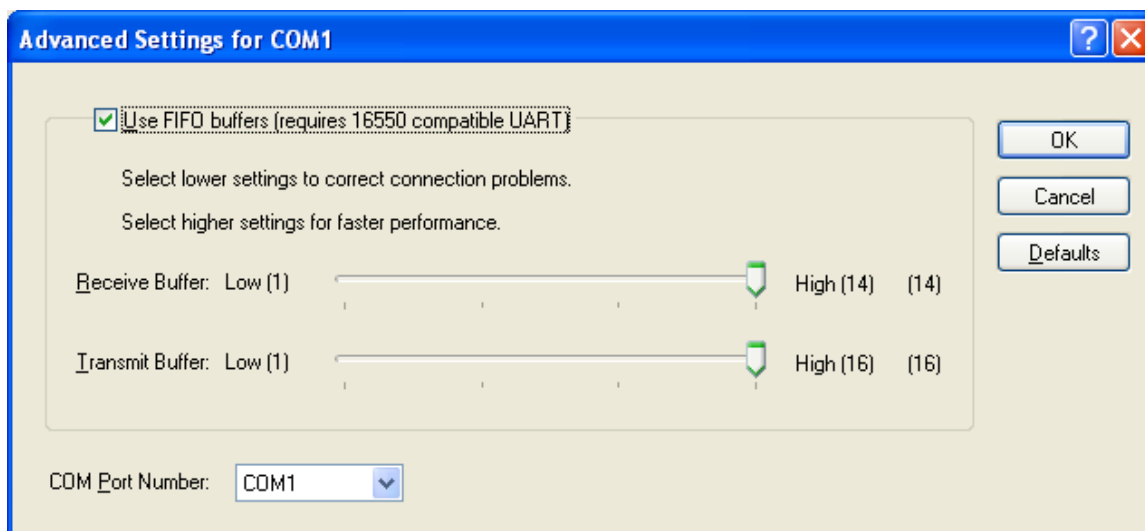 Advanced Settings for COM1
Use FIFO buffers (requires 16550 compatible UART)
OK
Select lower settings to correct connection problems.
Cancel
Select higher settings for faster performance.
Defaults
Receive Buffer: Low (1) High (14) (14)
Transmit Buffer: Low (1) High (16) (16)
COM Port Number: COM1